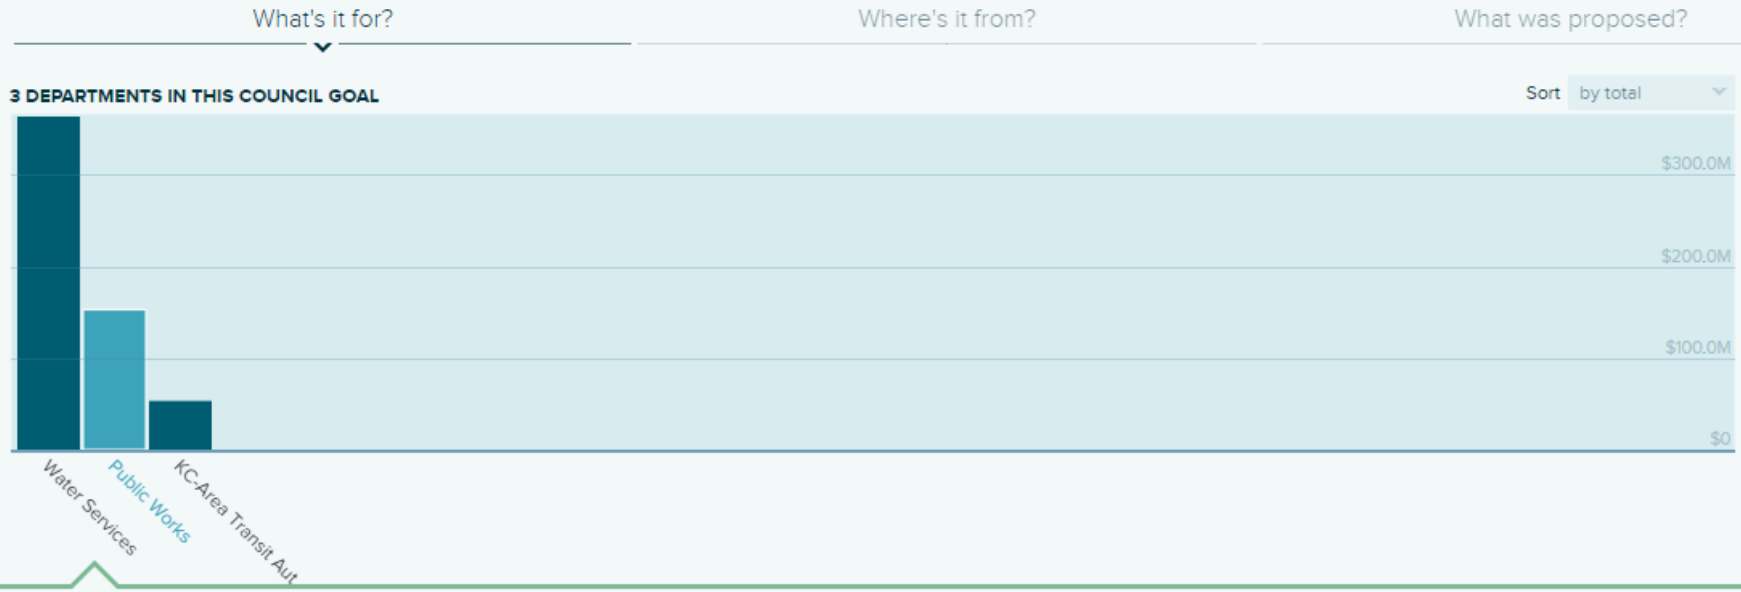 What's it for?
Where's it from?
What was proposed?
3 DEPARTMENTS IN THIS COUNCIL GOAL
Sort by total
$300.0M
$200.0M
$100.0M
$0
Water Services
Public Works
KC-Area Transit Aut